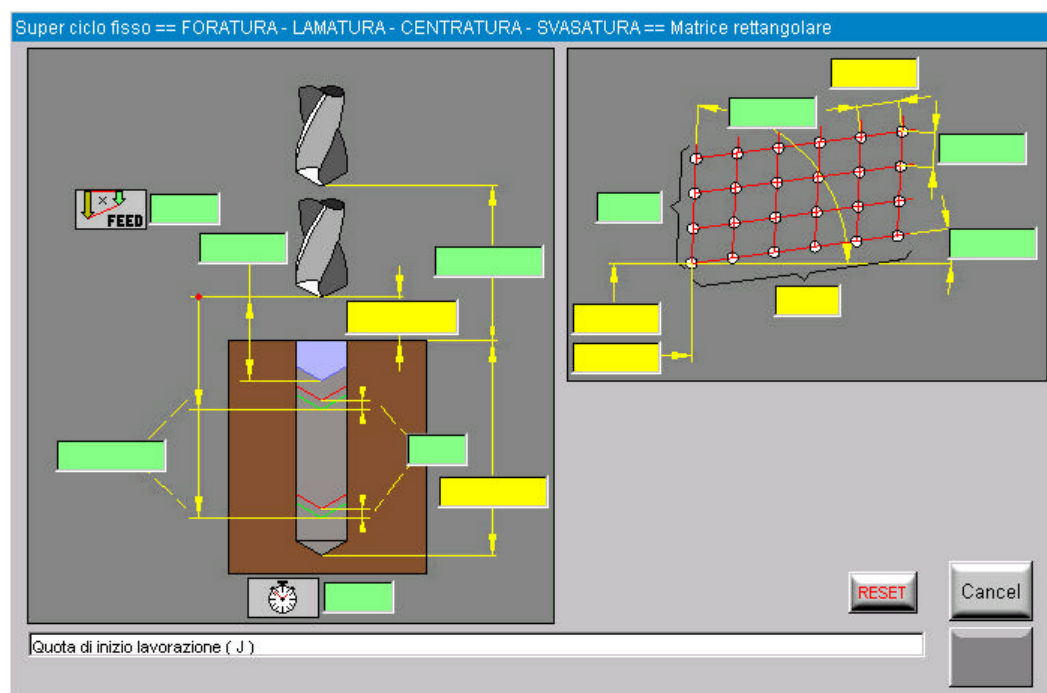 Super ciclo fisso == FORATURA - LAMATURA - CENTRATURA - SVASATURA == Matrice rettangolare
FEED
RESET
Cancel
Quota di inizio lavorazione ( J )